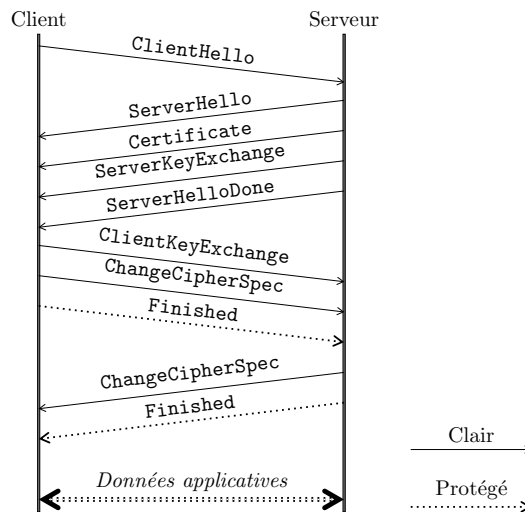 Client
Serveur
ClientHello
ServerHello
Certificate
ServerKeyExchange
ServerHelloDone
ClientKeyExchange
ChangeCipherSpec
Finished
ChangeCipherSpec
Finished
Données applicatives
Clair
Protégé